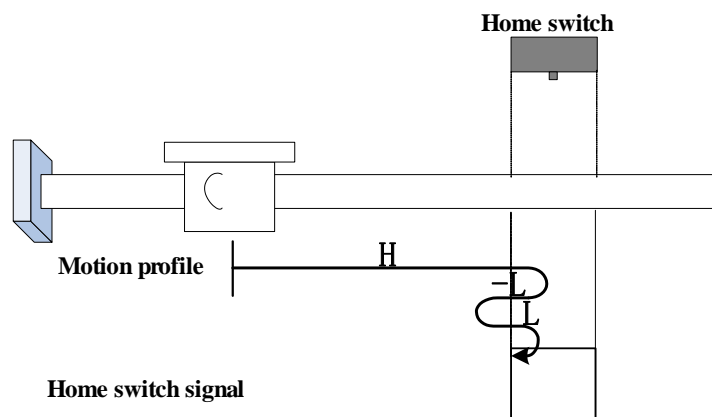 Home switch
H
Motion profile
-L
L
Home switch signal